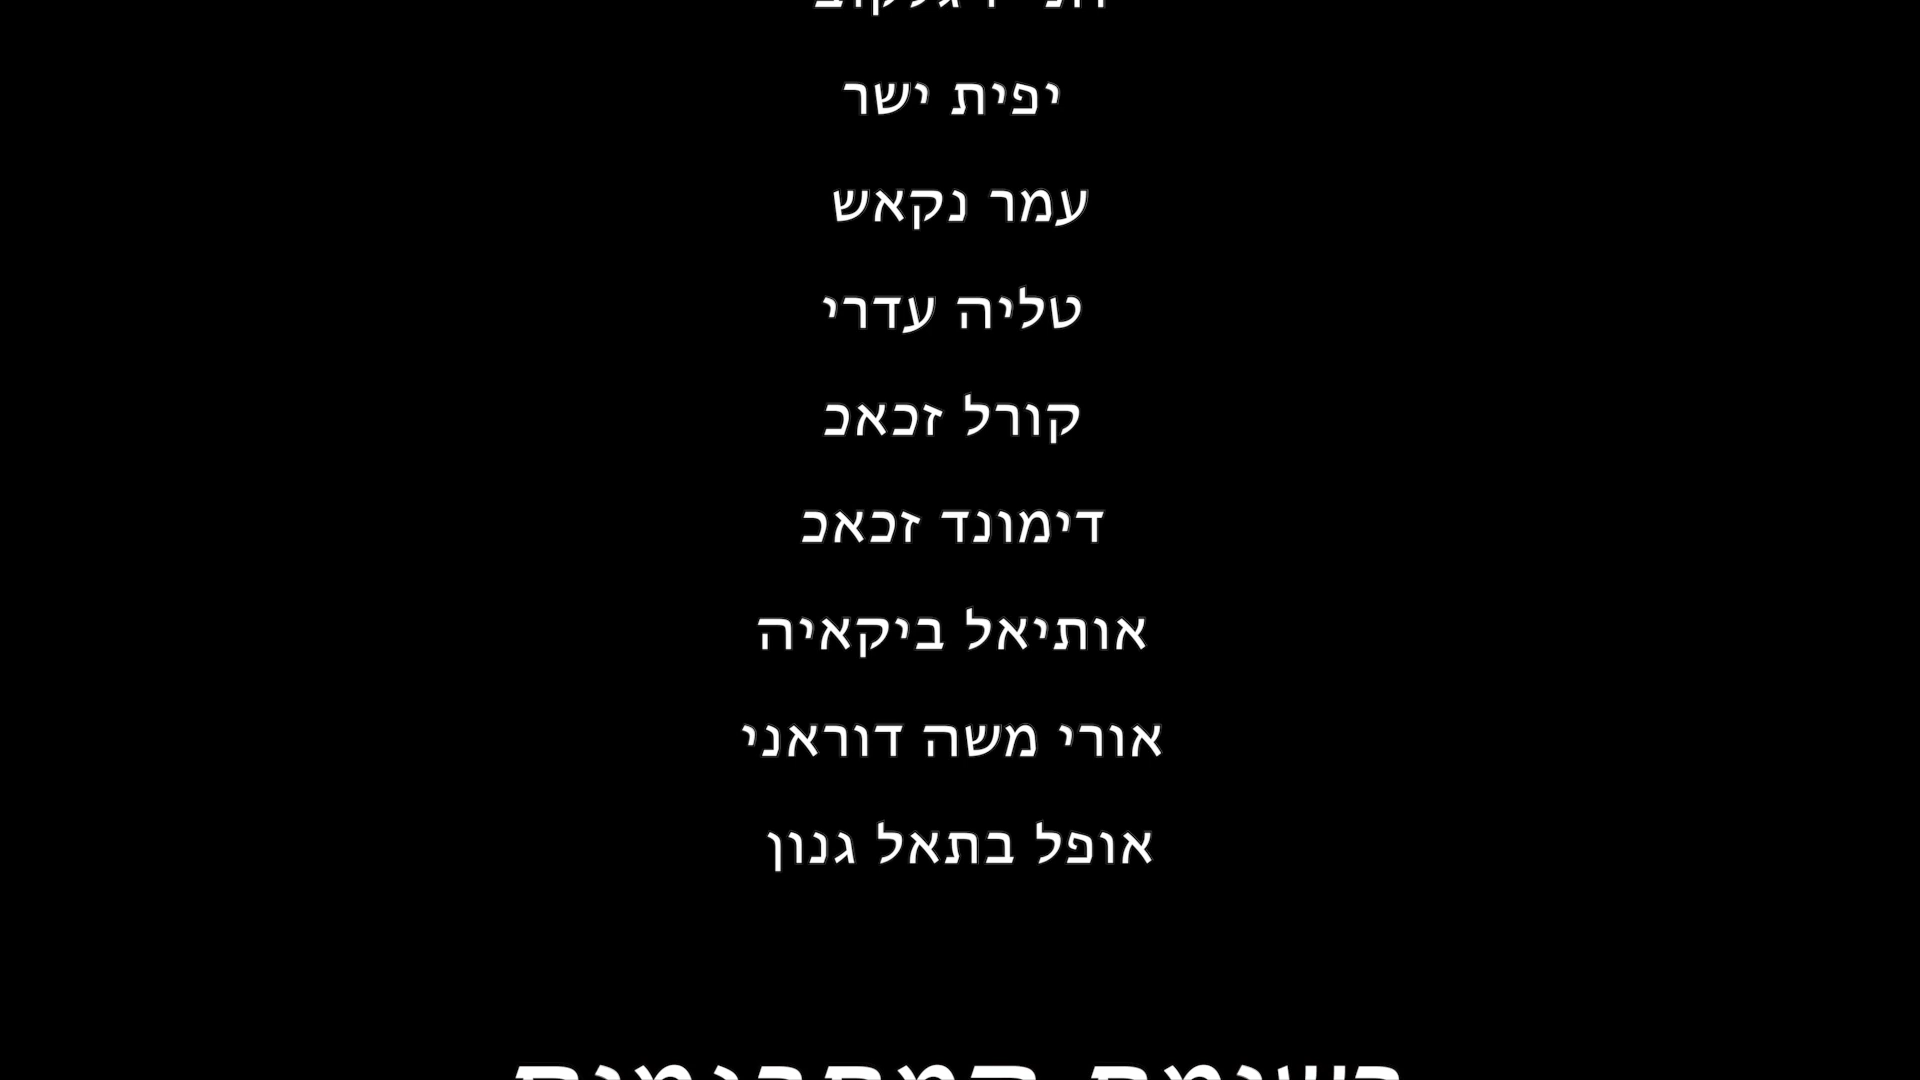 יפית ישר
עמר נקאש
טליה עדרי
קורל זכאכ
דימונד זכאכ
אותיאל ביקאיה
אורי משה דוראני
אופל בתאל גנון